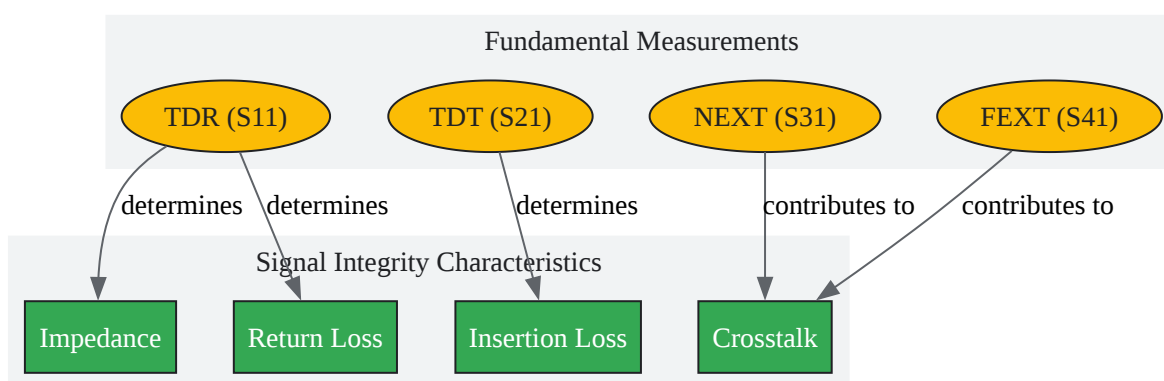 Fundamental Measurements
TDR (S11)
TDT (S21)
NEXT (S31)
FEXT (S41)
determines
determines
determines
contributes to
contributes to
Signal Integrity Characteristics
Impedance
Return Loss
Insertion Loss
Crosstalk